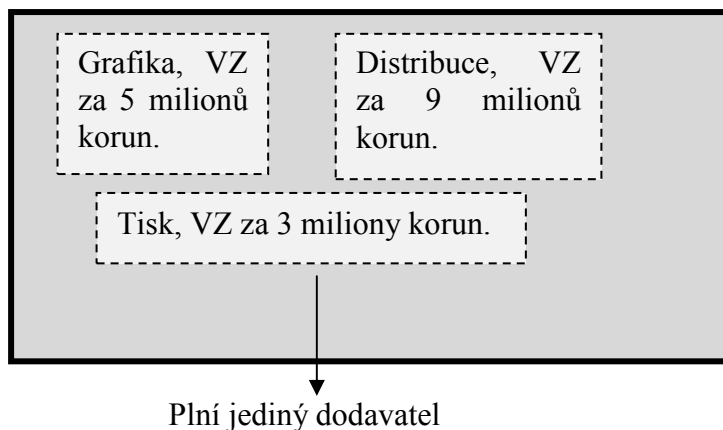 Grafika, VZ
za 5 milionů
korun.
Distribuce, VZ
za 9 milionů
korun.
Tisk, VZ za 3 miliony korun.
Plní jediný dodavatel